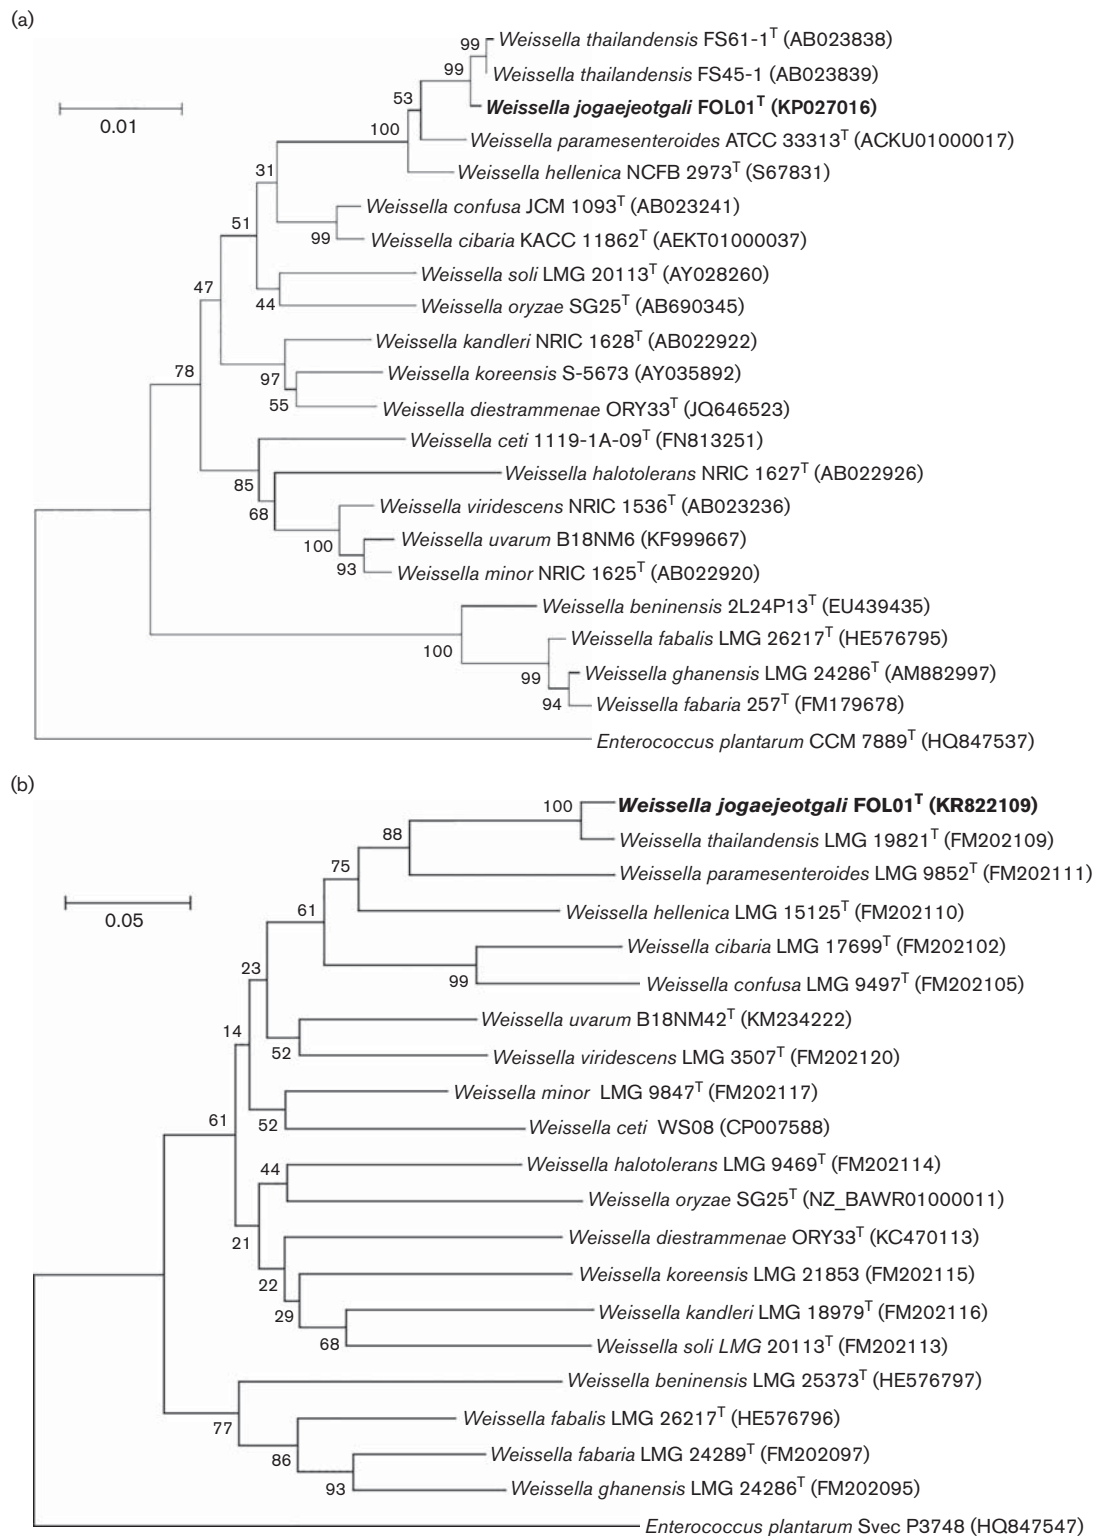 (a)
99
Weissella thailandensis FS61-1ᵀ (AB023838)
99
Weissella thailandensis FS45-1 (AB023839)
53
Weissella jogaejeotgali FOL01ᵀ (KP027016)
0.01
100
Weissella paramesenteroides ATCC 33313ᵀ (ACKU01000017)
31
Weissella hellenica NCFB 2973ᵀ (S67831)
Weissella confusa JCM 1093ᵀ (AB023241)
51
99
Weissella cibaria KACC 11862ᵀ (AEKT01000037)
Weissella soli LMG 20113ᵀ (AY028260)
47
44
Weissella oryzae SG25ᵀ (AB690345)
Weissella kandleri NRIC 1628ᵀ (AB022922)
78
97
Weissella koreensis S-5673 (AY035892)
55
Weissella diestrammenae ORY33ᵀ (JQ646523)
Weissella ceti 1119-1A-09ᵀ (FN813251)
85
Weissella halotolerans NRIC 1627ᵀ (AB022926)
68
Weissella viridescens NRIC 1536ᵀ (AB023236)
100
Weissella uvarum B18NM6 (KF999667)
93
Weissella minor NRIC 1625ᵀ (AB022920)
Weissella beninensis 2L24P13ᵀ (EU439435)
100
Weissella fabalis LMG 26217ᵀ (HE576795)
99
Weissella ghanensis LMG 24286ᵀ (AM882997)
94
Weissella fabaria 257ᵀ (FM179678)
Enterococcus plantarum CCM 7889ᵀ (HQ847537)
(b)
100
Weissella jogaejeotgali FOL01ᵀ (KR822109)
88
Weissella thailandensis LMG 19821ᵀ (FM202109)
75
Weissella paramesenteroides LMG 9852ᵀ (FM202111)
0.05
61
Weissella hellenica LMG 15125ᵀ (FM202110)
Weissella cibaria LMG 17699ᵀ (FM202102)
23
99
Weissella confusa LMG 9497ᵀ (FM202105)
Weissella uvarum B18NM42ᵀ (KM234222)
14
52
Weissella viridescens LMG 3507ᵀ (FM202120)
Weissella minor LMG 9847ᵀ (FM202117)
61
52
Weissella ceti WS08 (CP007588)
44
Weissella halotolerans LMG 9469ᵀ (FM202114)
Weissella oryzae SG25ᵀ (NZ_BAWR01000011)
21
Weissella diestrammenae ORY33ᵀ (KC470113)
22
Weissella koreensis LMG 21853 (FM202115)
29
Weissella kandleri LMG 18979ᵀ (FM202116)
68
Weissella soli LMG 20113ᵀ (FM202113)
Weissella beninensis LMG 25373ᵀ (HE576797)
77
Weissella fabalis LMG 26217ᵀ (HE576796)
86
Weissella fabaria LMG 24289ᵀ (FM202097)
93
Weissella ghanensis LMG 24286ᵀ (FM202095)
Enterococcus plantarum Svec P3748 (HQ847547)